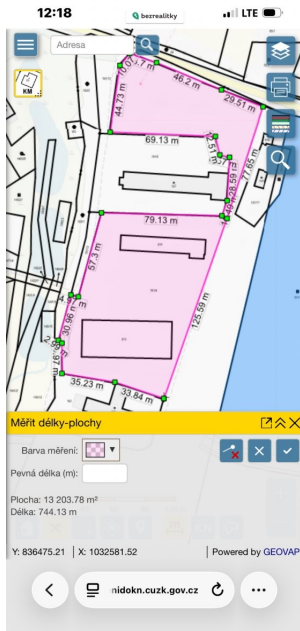 12:18
bezrealitky
LTE
Adresa
KM
46.2 m
29.51 m
44.73 m
69.13 m
77.65 m
28.59 m
79.13 m
57.3 m
125.59 m
30.96 m
35.23 m
33.84 m
Měřit délky-plochy
Barva měření:
Pevná délka (m):
Plocha: 13 203.78 m²
Délka: 744.13 m
Y: 836475.21 X: 1032581.52 Powered by GEOVAP
nidokn.cuzk.gov.cz